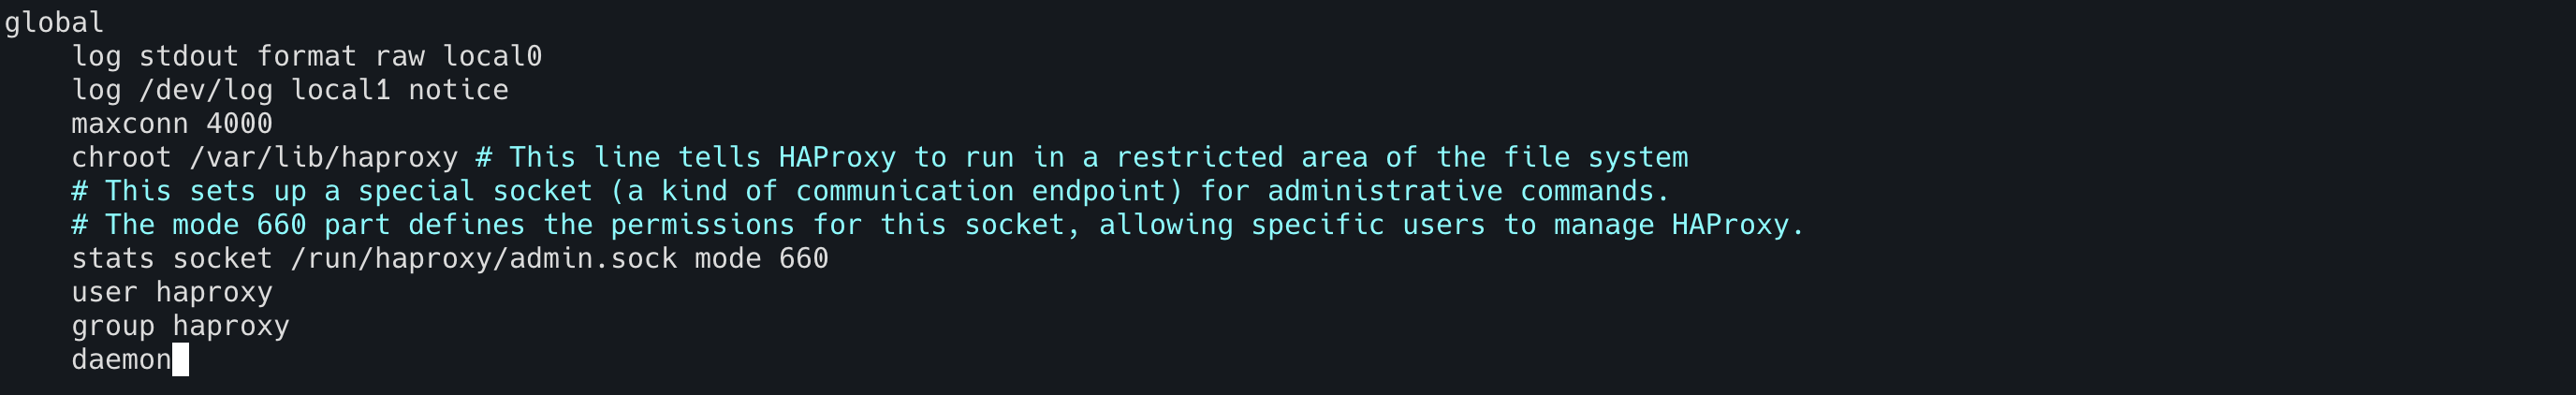 global
    log stdout format raw local0
    log /dev/log local1 notice
    maxconn 4000
    chroot /var/lib/haproxy # This line tells HAProxy to run in a restricted area of the file system
    # This sets up a special socket (a kind of communication endpoint) for administrative commands.
    # The mode 660 part defines the permissions for this socket, allowing specific users to manage HAProxy.
    stats socket /run/haproxy/admin.sock mode 660
    user haproxy
    group haproxy
    daemon